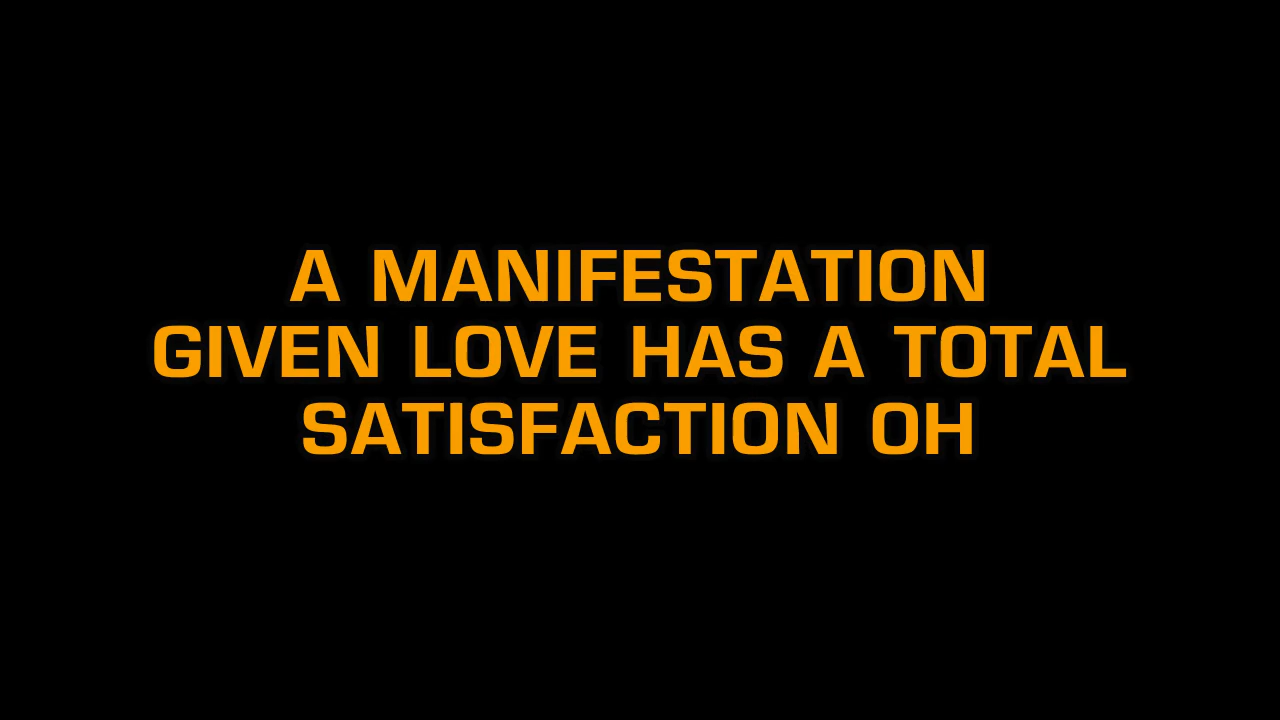 A MANIFESTATION
GIVEN LOVE HAS A TOTAL
SATISFACTION OH